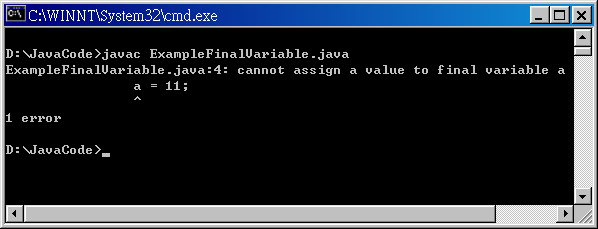 C:\WINNT\System32\cmd.exe
D:\JavaCode>javac ExampleFinalVariable.java
ExampleFinalVariable.java:4: cannot assign a value to final variable a
a = 11;
^
1 error
D:\JavaCode>_